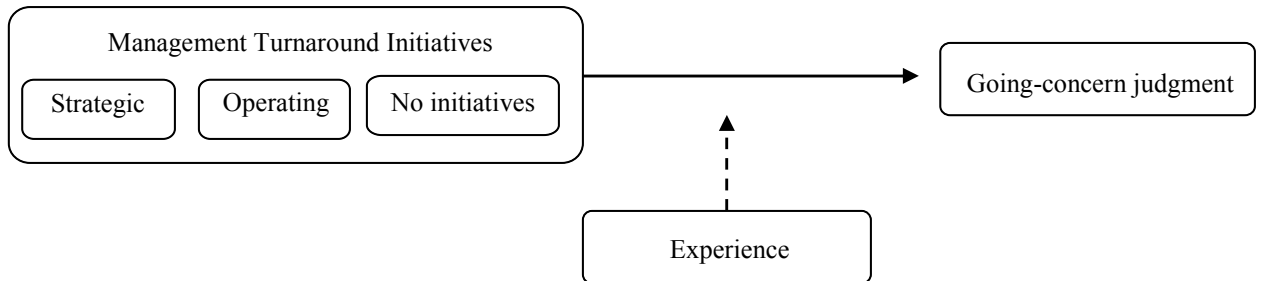 Management Turnaround Initiatives
Strategic
Operating
No initiatives
Going-concern judgment
Experience